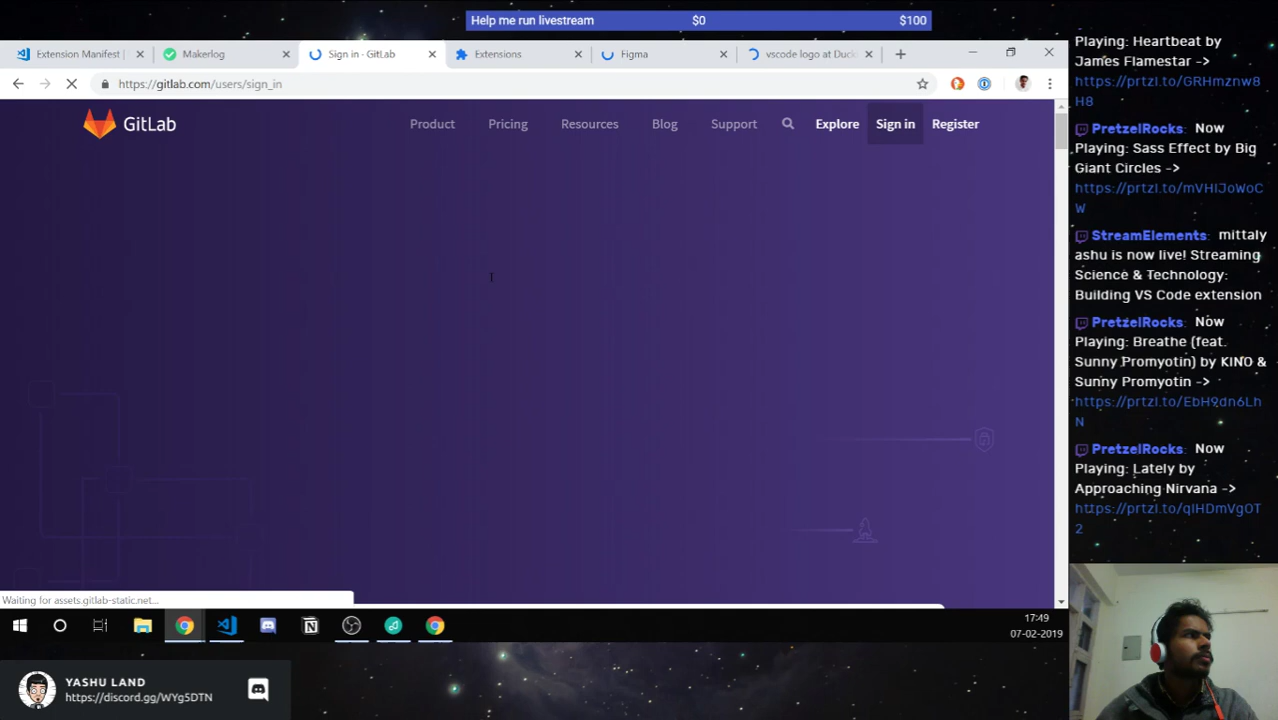 Help me run livestream $0 $100
Extension Manifest
Makerlog
Sign in · GitLab
Extensions
Figma
vscode logo at Duck
https://gitlab.com/users/sign_in
GitLab
Product Pricing Resources Blog Support Explore Sign in Register
Waiting for assets.gitlab-static.net...
17:49
07-02-2019
YASHU LAND
https://discord.gg/WYg5DTN
Playing: Heartbeat by
James Flamestar ->
https://prtzl.to/GRHmznw8
H8
PretzelRocks: Now
Playing: Sass Effect by Big
Giant Circles ->
https://prtzl.to/mVHIJoWoC
W
StreamElements: mittaly
ashu is now live! Streaming
Science & Technology:
Building VS Code extension
PretzelRocks: Now
Playing: Breathe (feat.
Sunny Promyotin) by KINO &
Sunny Promyotin ->
https://prtzl.to/EbH9dn6Lh
N
PretzelRocks: Now
Playing: Lately by
Approaching Nirvana ->
https://prtzl.to/qIHDmVgOT
2